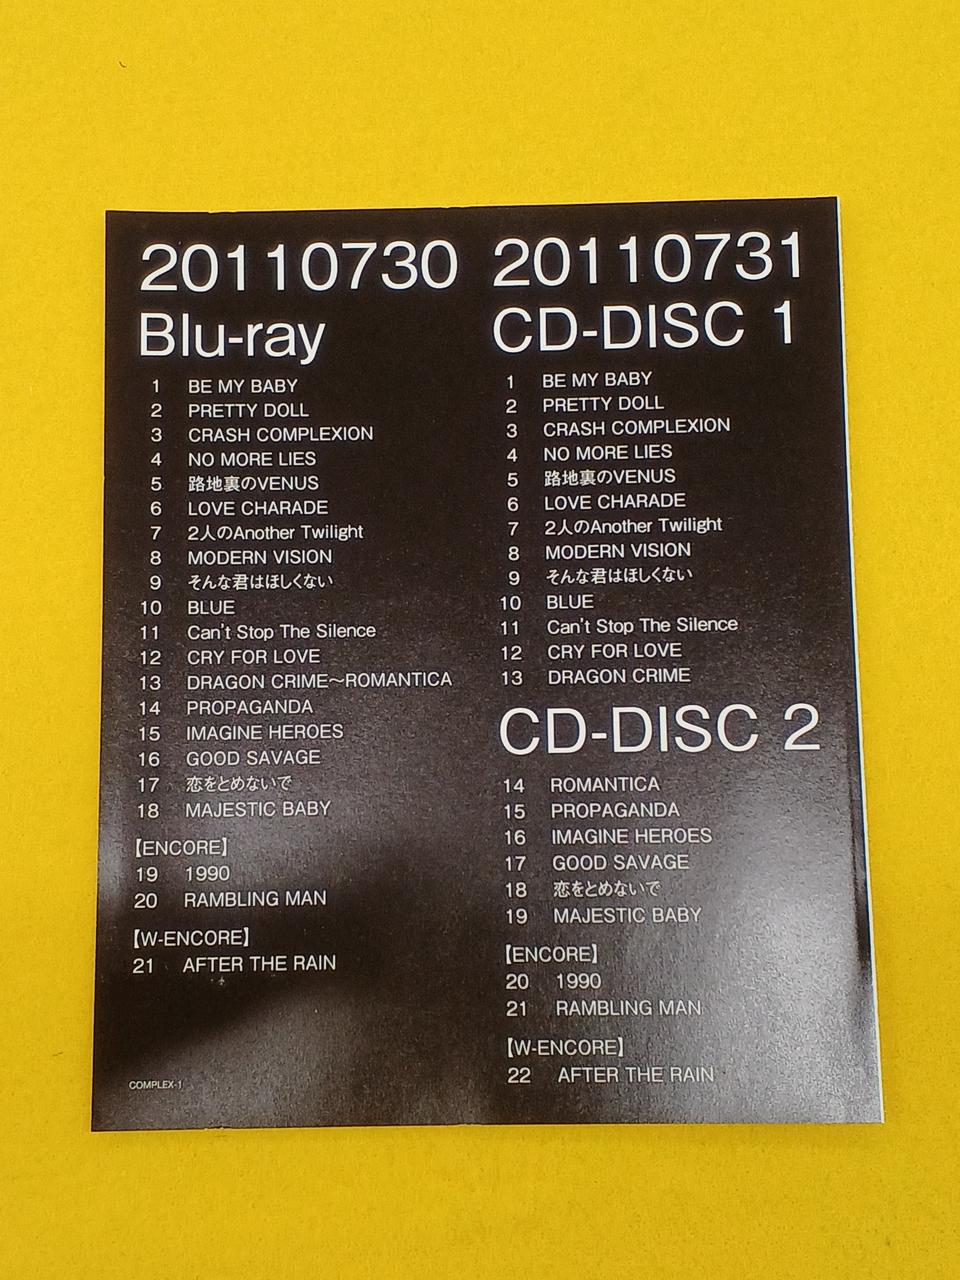 20110730
Blu-ray
1 BE MY BABY
2 PRETTY DOLL
3 CRASH COMPLEXION
4 NO MORE LIES
5 路地裏のVENUS
6 LOVE CHARADE
7 2人のAnother Twilight
8 MODERN VISION
9 そんな君はほしくない
10 BLUE
11 Can't Stop The Silence
12 CRY FOR LOVE
13 DRAGON CRIME〜ROMANTICA
14 PROPAGANDA
15 IMAGINE HEROES
16 GOOD SAVAGE
17 恋をとめないで
18 MAJESTIC BABY
【ENCORE】
19 1990
20 RAMBLING MAN
【W-ENCORE】
21 AFTER THE RAIN
COMPLEX-1
20110731
CD-DISC 1
1 BE MY BABY
2 PRETTY DOLL
3 CRASH COMPLEXION
4 NO MORE LIES
5 路地裏のVENUS
6 LOVE CHARADE
7 2人のAnother Twilight
8 MODERN VISION
9 そんな君はほしくない
10 BLUE
11 Can't Stop The Silence
12 CRY FOR LOVE
13 DRAGON CRIME
CD-DISC 2
14 ROMANTICA
15 PROPAGANDA
16 IMAGINE HEROES
17 GOOD SAVAGE
18 恋をとめないで
19 MAJESTIC BABY
【ENCORE】
20 1990
21 RAMBLING MAN
【W-ENCORE】
22 AFTER THE RAIN